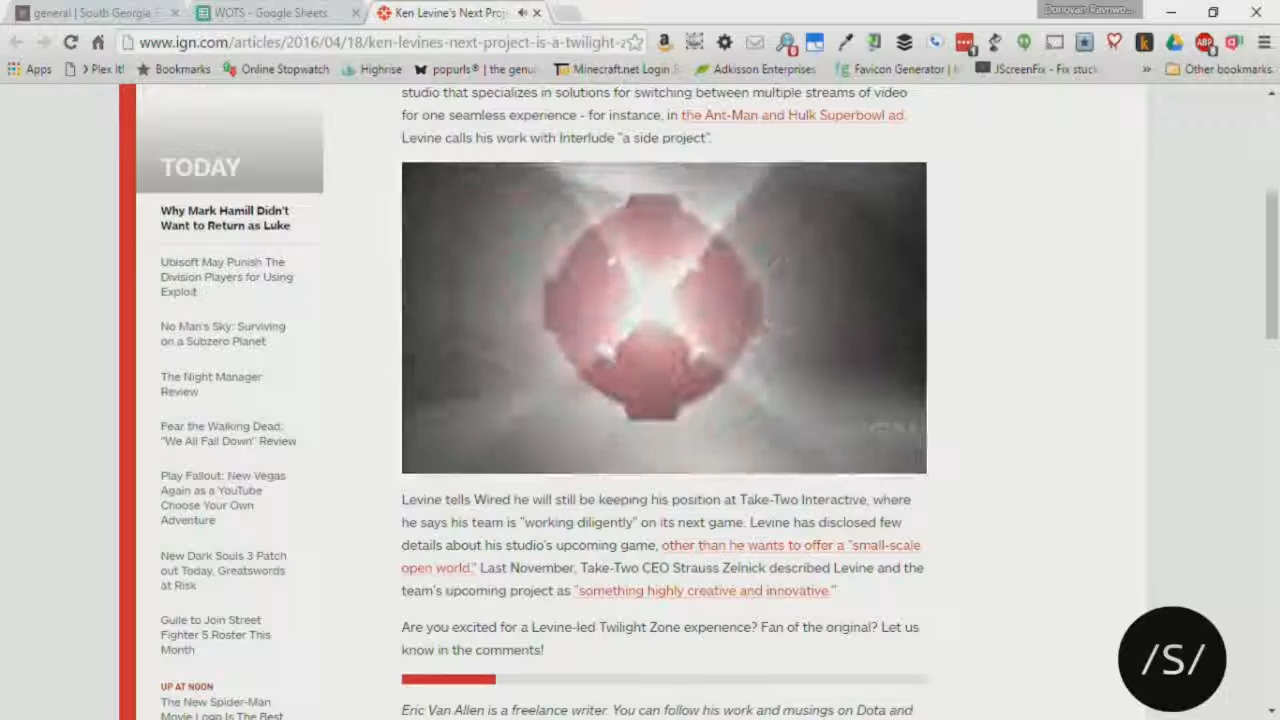 general | South Georgia
WOTS - Google Sheets
Ken Levine's Next Proj
www.ign.com/articles/2016/04/18/ken-levines-next-project-is-a-twilight-z
Apps
> Plex It!
Bookmarks
Online Stopwatch
Highrise
popurls® | the genu
Minecraft.net Login
Adkisson Enterprises
Favicon Generator |
JScreenFix - Fix stuck
»
Other bookmarks
TODAY
Why Mark Hamill Didn't
Want to Return as Luke
Ubisoft May Punish The
Division Players for Using
Exploit
No Man's Sky: Surviving
on a Subzero Planet
The Night Manager
Review
Fear the Walking Dead:
"We All Fall Down" Review
Play Fallout: New Vegas
Again as a YouTube
Choose Your Own
Adventure
New Dark Souls 3 Patch
out Today, Greatswords
at Risk
Guile to Join Street
Fighter 5 Roster This
Month
UP AT NOON
The New Spider-Man
Movie Logo Is The Best
studio that specializes in solutions for switching between multiple streams of video
for one seamless experience - for instance, in the Ant-Man and Hulk Superbowl ad.
Levine calls his work with Interlude "a side project".
Levine tells Wired he will still be keeping his position at Take-Two Interactive, where
he says his team is "working diligently" on its next game. Levine has disclosed few
details about his studio's upcoming game, other than he wants to offer a "small-scale
open world." Last November, Take-Two CEO Strauss Zelnick described Levine and the
team's upcoming project as "something highly creative and innovative."
Are you excited for a Levine-led Twilight Zone experience? Fan of the original? Let us
know in the comments!
Eric Van Allen is a freelance writer. You can follow his work and musings on Dota and
/S/